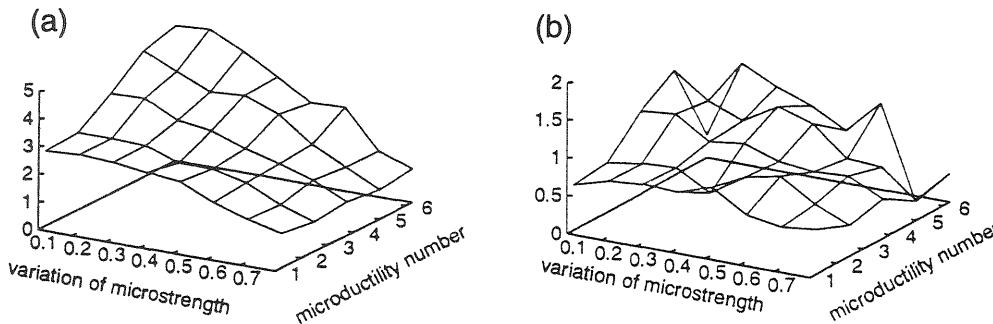 (a)
5
4
3
2
1
0
0.1 0.2 0.3 0.4 0.5 0.6 0.7
variation of microstrength
1 2 3 4 5 6
microductility number
(b)
2
1.5
1
0.5
0
0.1 0.2 0.3 0.4 0.5 0.6 0.7
variation of microstrength
1 2 3 4 5 6
microductility number